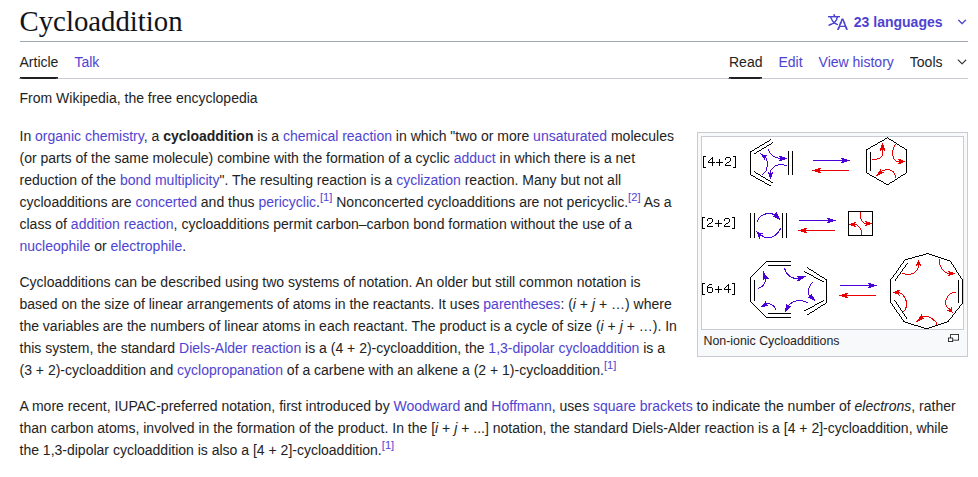 Cycloaddition
23 languages
Article Talk
Read Edit View history Tools
From Wikipedia, the free encyclopedia
In organic chemistry, a cycloaddition is a chemical reaction in which "two or more unsaturated molecules
(or parts of the same molecule) combine with the formation of a cyclic adduct in which there is a net
reduction of the bond multiplicity". The resulting reaction is a cyclization reaction. Many but not all
cycloadditions are concerted and thus pericyclic.[1] Nonconcerted cycloadditions are not pericyclic.[2] As a
class of addition reaction, cycloadditions permit carbon–carbon bond formation without the use of a
nucleophile or electrophile.
[4+2]
[2+2]
[6+4]
Non-ionic Cycloadditions
Cycloadditions can be described using two systems of notation. An older but still common notation is
based on the size of linear arrangements of atoms in the reactants. It uses parentheses: (i + j + …) where
the variables are the numbers of linear atoms in each reactant. The product is a cycle of size (i + j + …). In
this system, the standard Diels-Alder reaction is a (4 + 2)-cycloaddition, the 1,3-dipolar cycloaddition is a
(3 + 2)-cycloaddition and cyclopropanation of a carbene with an alkene a (2 + 1)-cycloaddition.[1]
A more recent, IUPAC-preferred notation, first introduced by Woodward and Hoffmann, uses square brackets to indicate the number of electrons, rather
than carbon atoms, involved in the formation of the product. In the [i + j + ...] notation, the standard Diels-Alder reaction is a [4 + 2]-cycloaddition, while
the 1,3-dipolar cycloaddition is also a [4 + 2]-cycloaddition.[1]